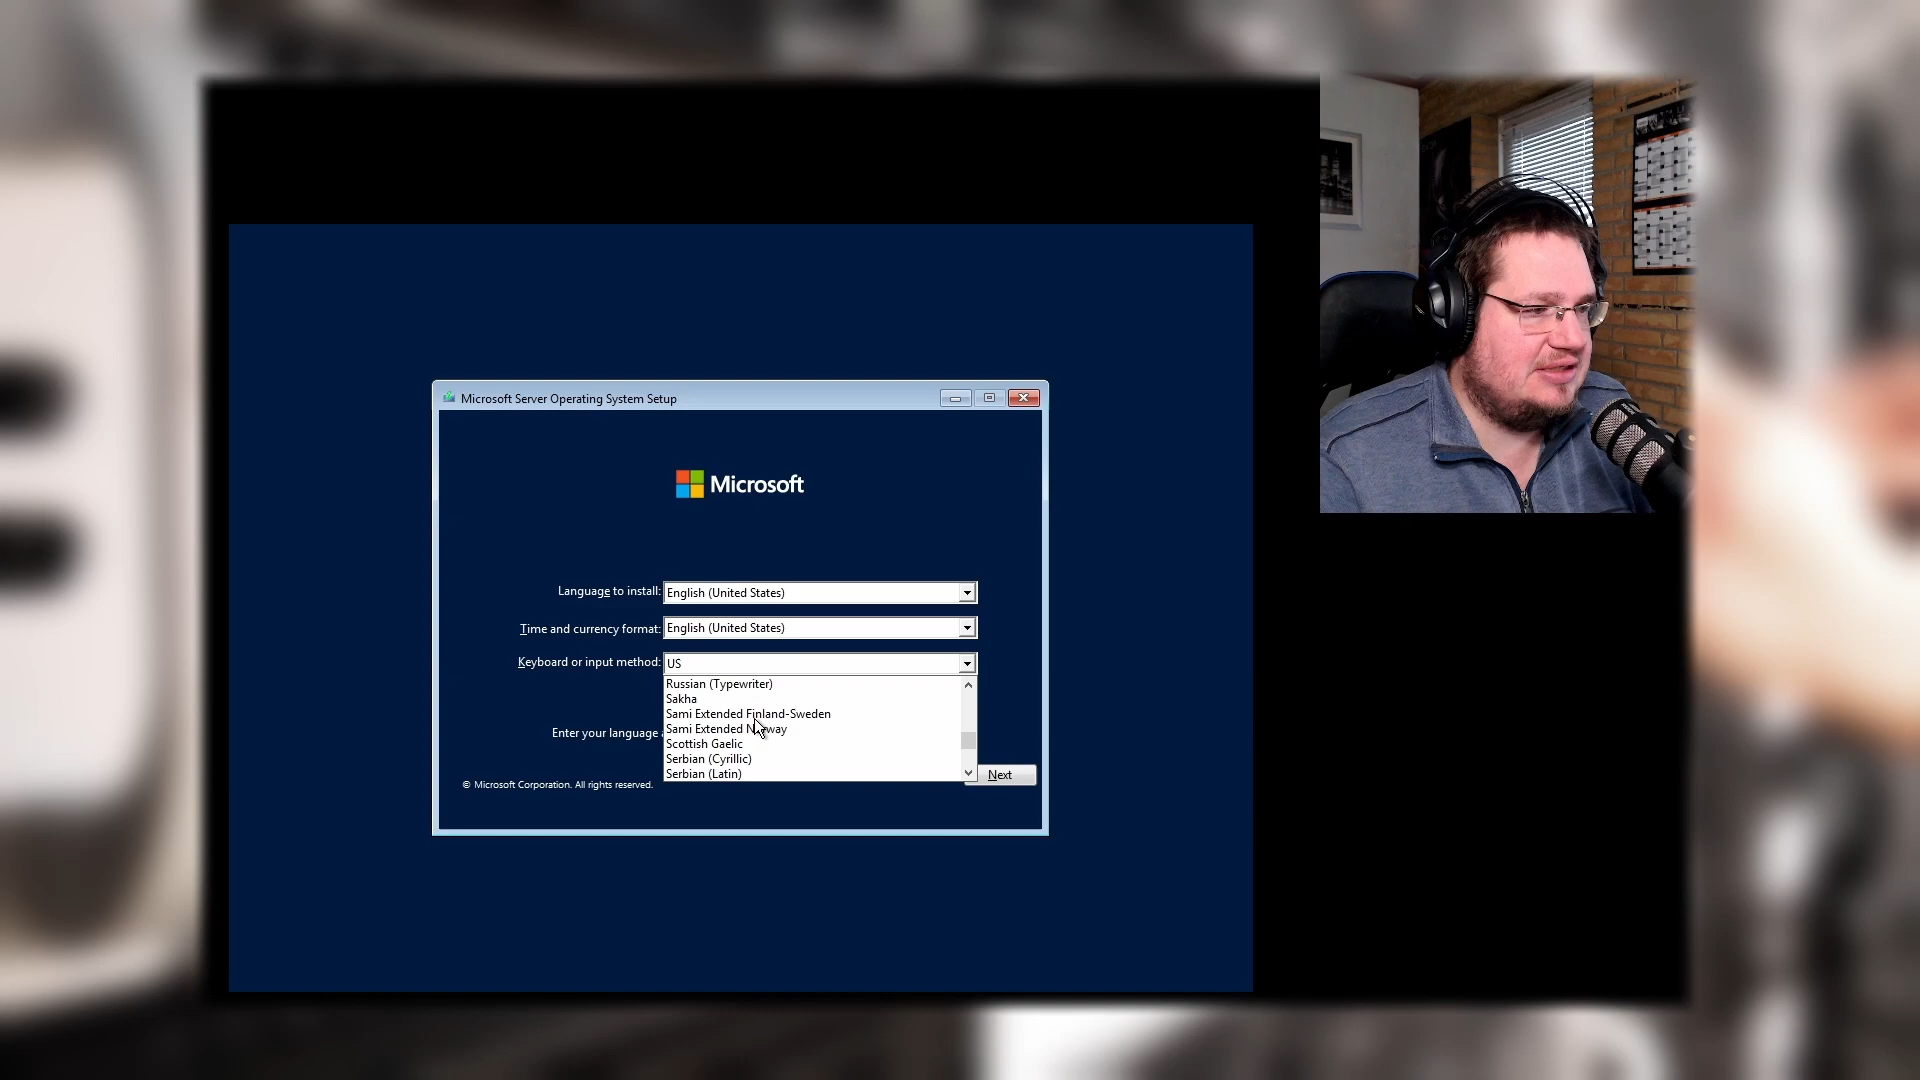 Microsoft Server Operating System Setup
Microsoft
Language to install: English (United States)
Time and currency format: English (United States)
Keyboard or input method: US
Russian (Typewriter)
Sakha
Sami Extended Finland-Sweden
Sami Extended Norway
Scottish Gaelic
Serbian (Cyrillic)
Serbian (Latin)
Enter your language
Next
© Microsoft Corporation. All rights reserved.